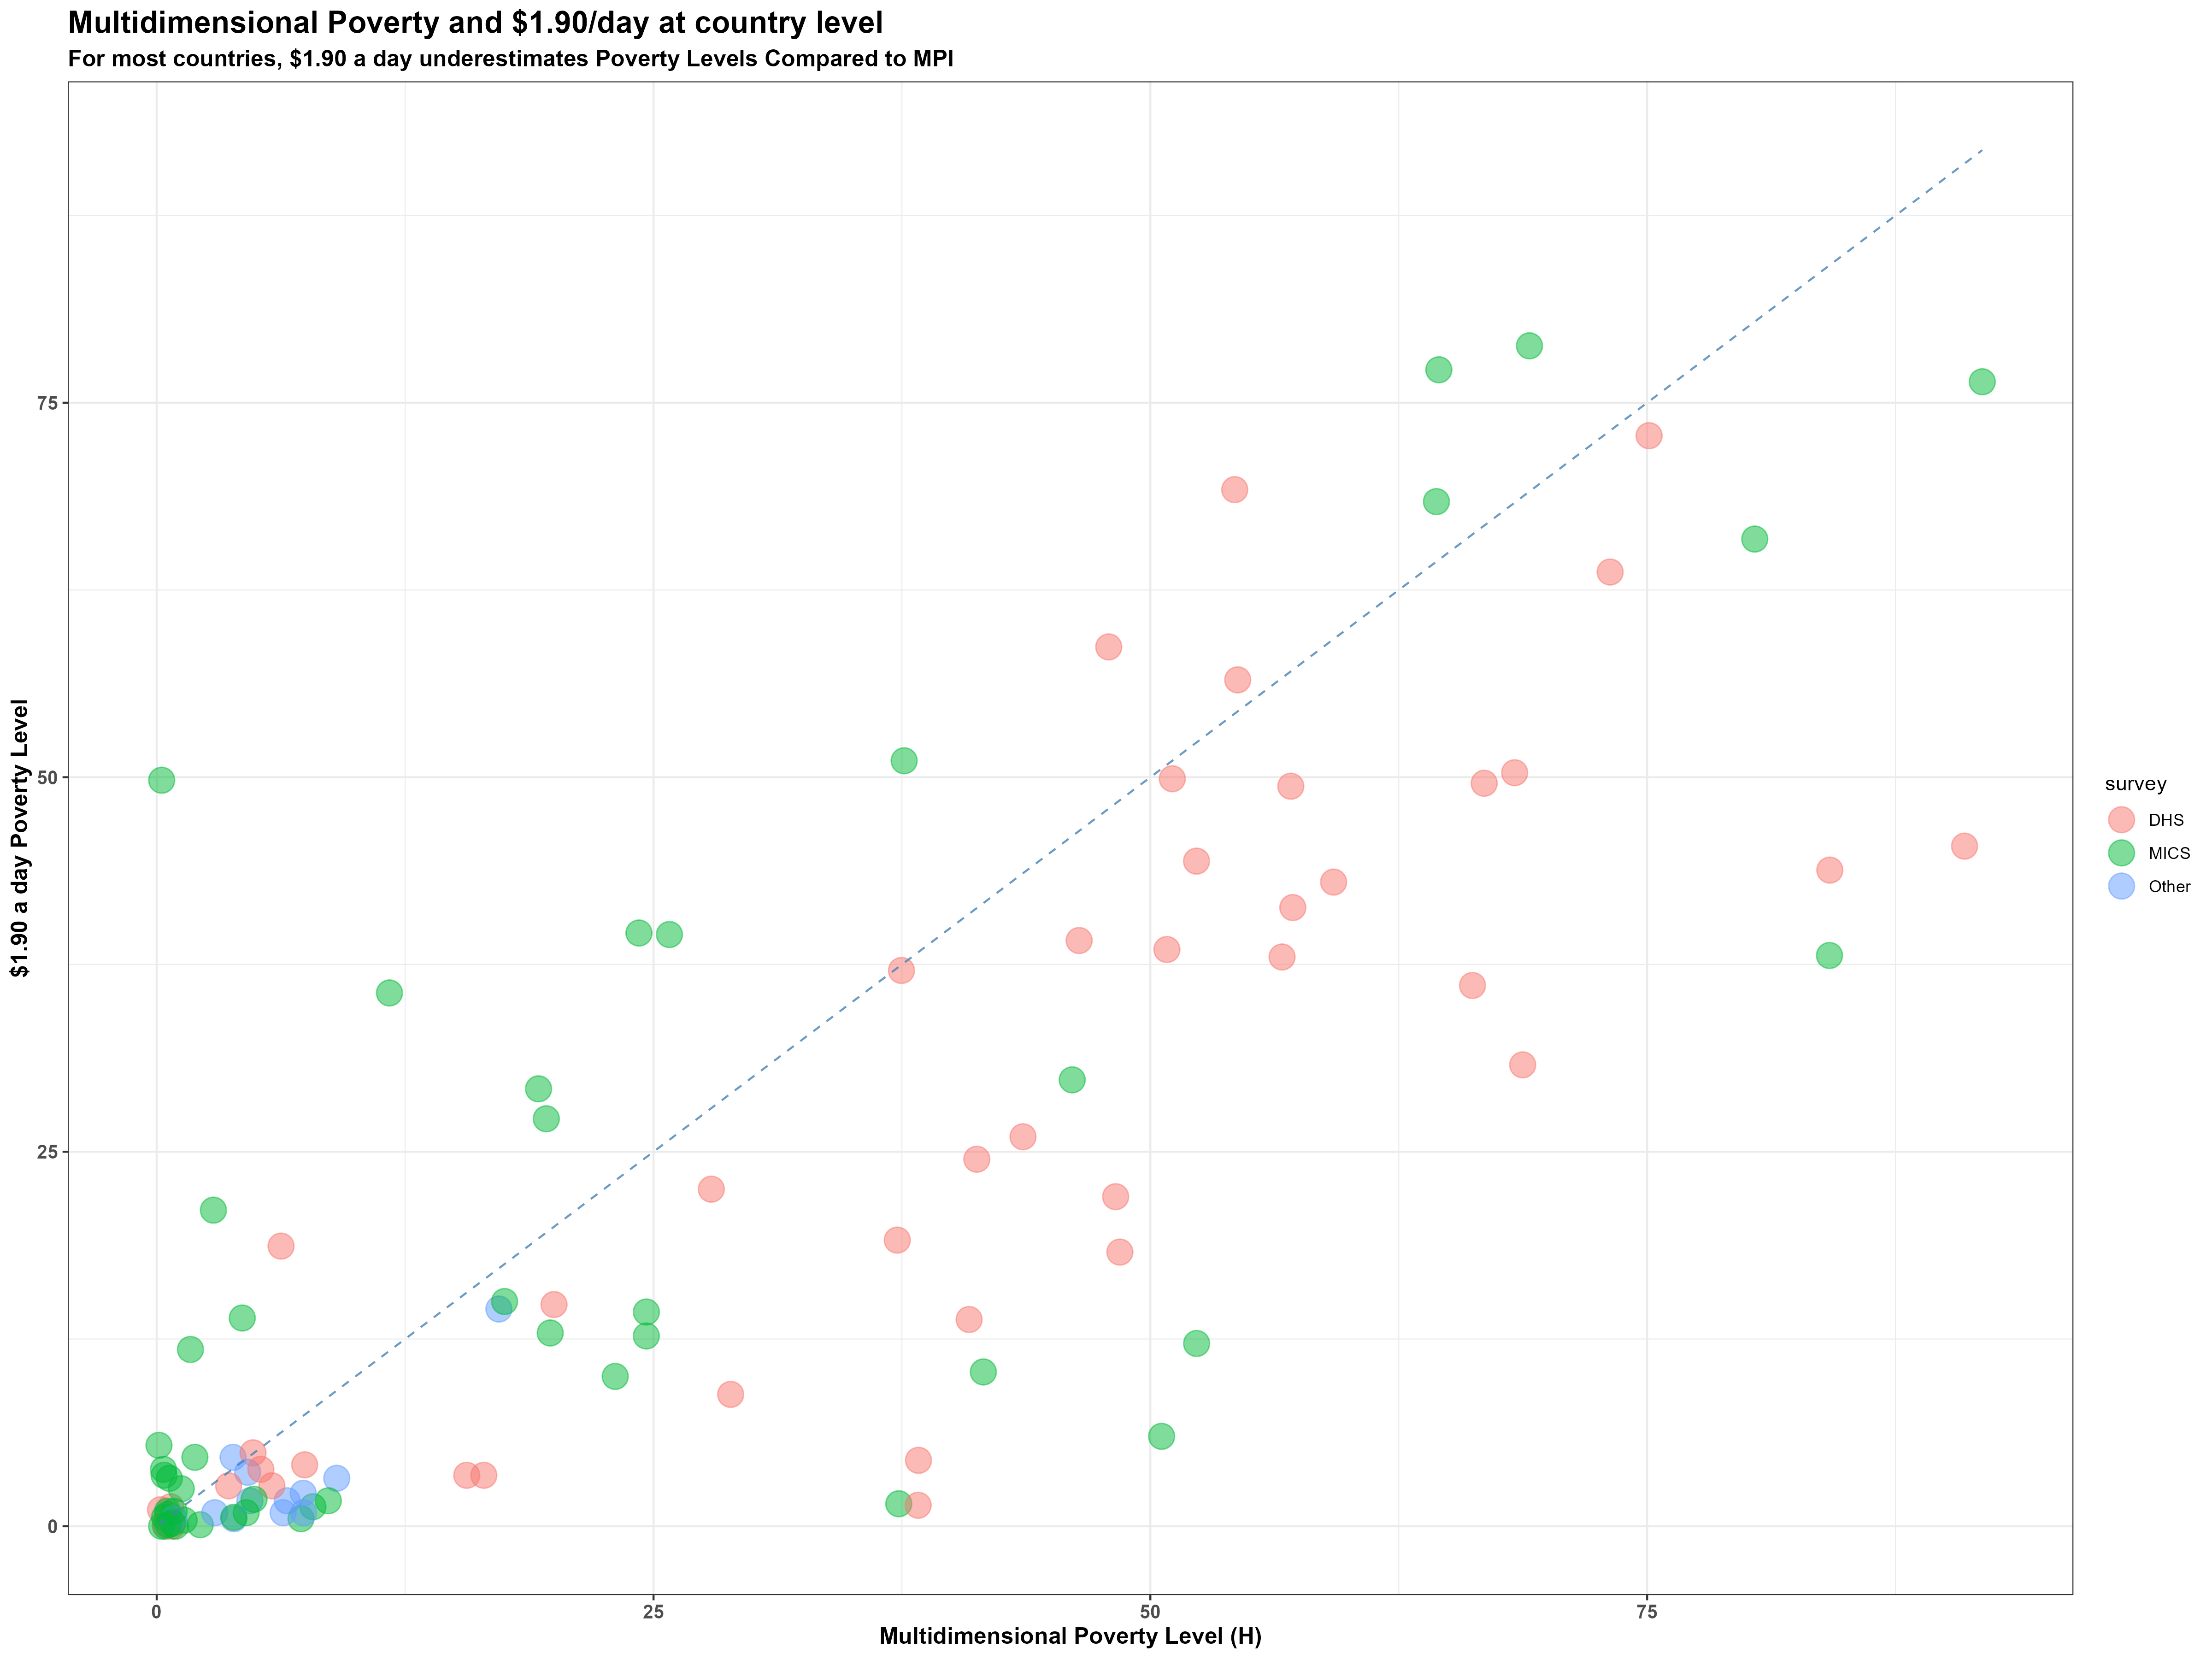 Multidimensional Poverty and $1.90/day at country level
For most countries, $1.90 a day underestimates Poverty Levels Compared to MPI
$1.90 a day Poverty Level
75
50
25
0
0 25 50 75
Multidimensional Poverty Level (H)
survey
DHS
MICS
Other